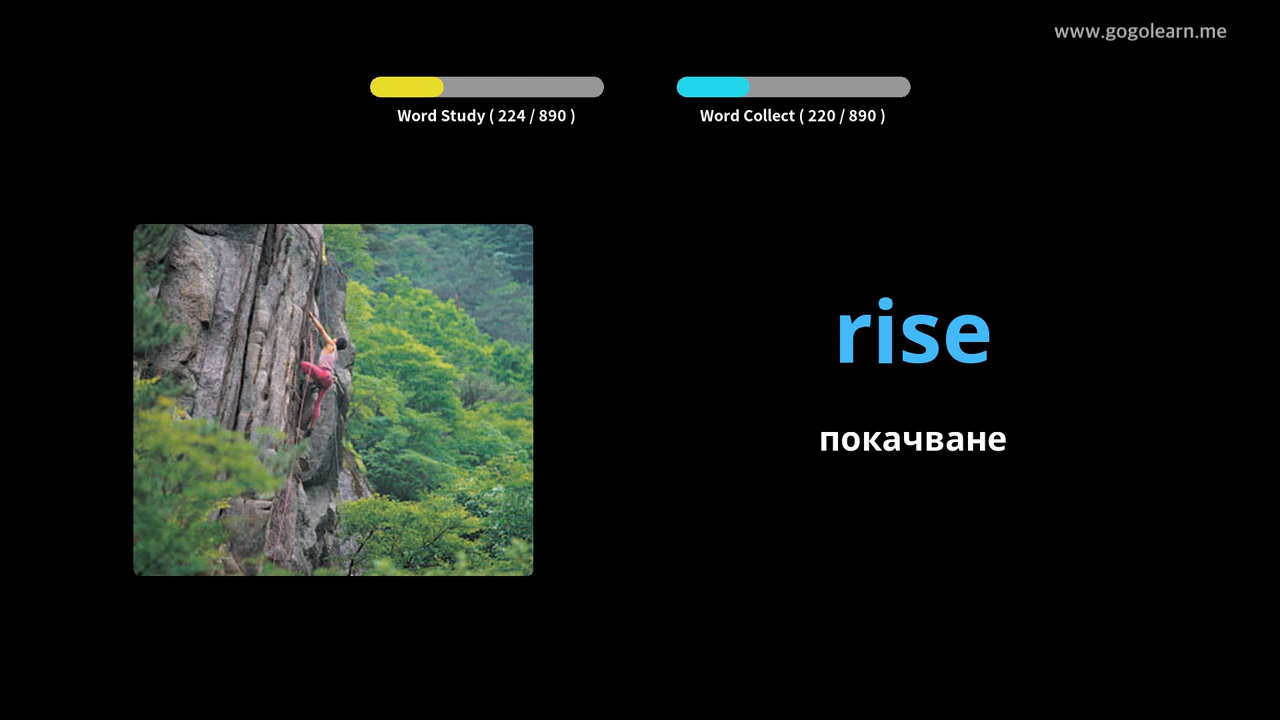 www.gogolearn.me
Word Study ( 224 / 890 )
Word Collect ( 220 / 890 )
rise
покачване